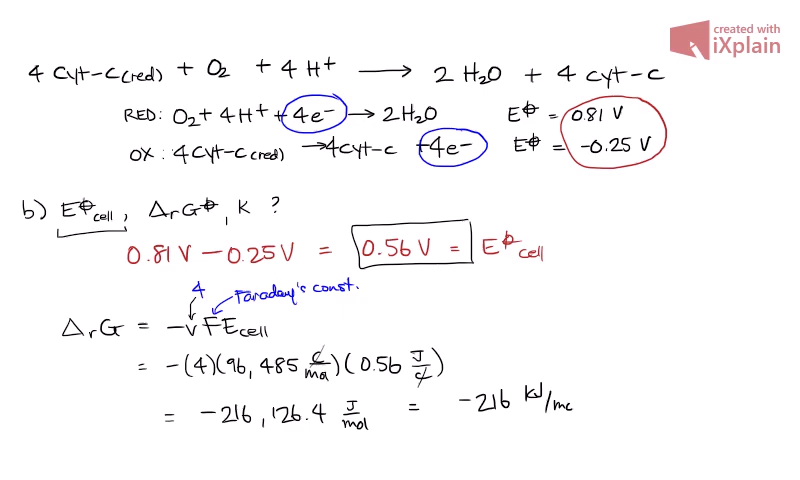 created with
iXplain
4 Cyt-c (red) + O₂ + 4 H⁺ ⟶ 2 H₂O + 4 cyt-c
RED: O₂ + 4H⁺ + 4e⁻ → 2H₂O E⦵ = 0.81 V
OX: 4Cyt-c (red) → 4cyt-c +4e⁻ E⦵ = -0.25 V
b) E⦵cell, ΔᵣG⦵, K ?
0.81 V - 0.25 V = 0.56 V = E⦵cell
4
Faraday's const.
ΔᵣG = -νFEcell
= -(4)(96,485 C/mol)(0.56 J/C)
= -216,126.4 J/mol = -216 kJ/mol